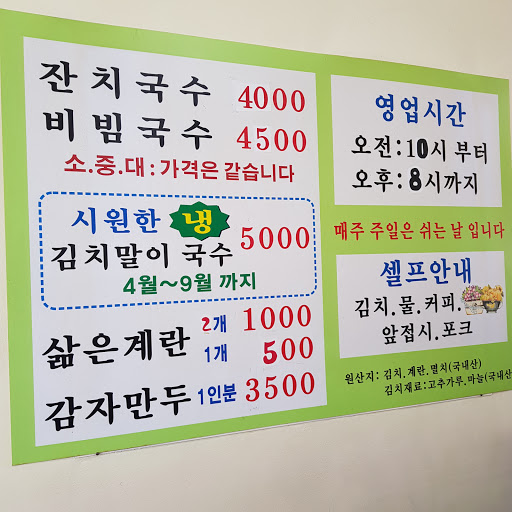 잔치국수 4000
비빔국수 4500
소.중.대 : 가격은 같습니다
시원한 냉
김치말이 국수 5000
4월~9월 까지
삶은계란 2개 1000
1개 500
감자만두 1인분 3500
영업시간
오전:10시 부터
오후:8시까지
매주 주일은 쉬는 날 입니다
셀프안내
김치.물.커피.
앞접시.포크
원산지: 김치.계란.멸치(국내산)
김치재료:고추가루.마늘(국내산